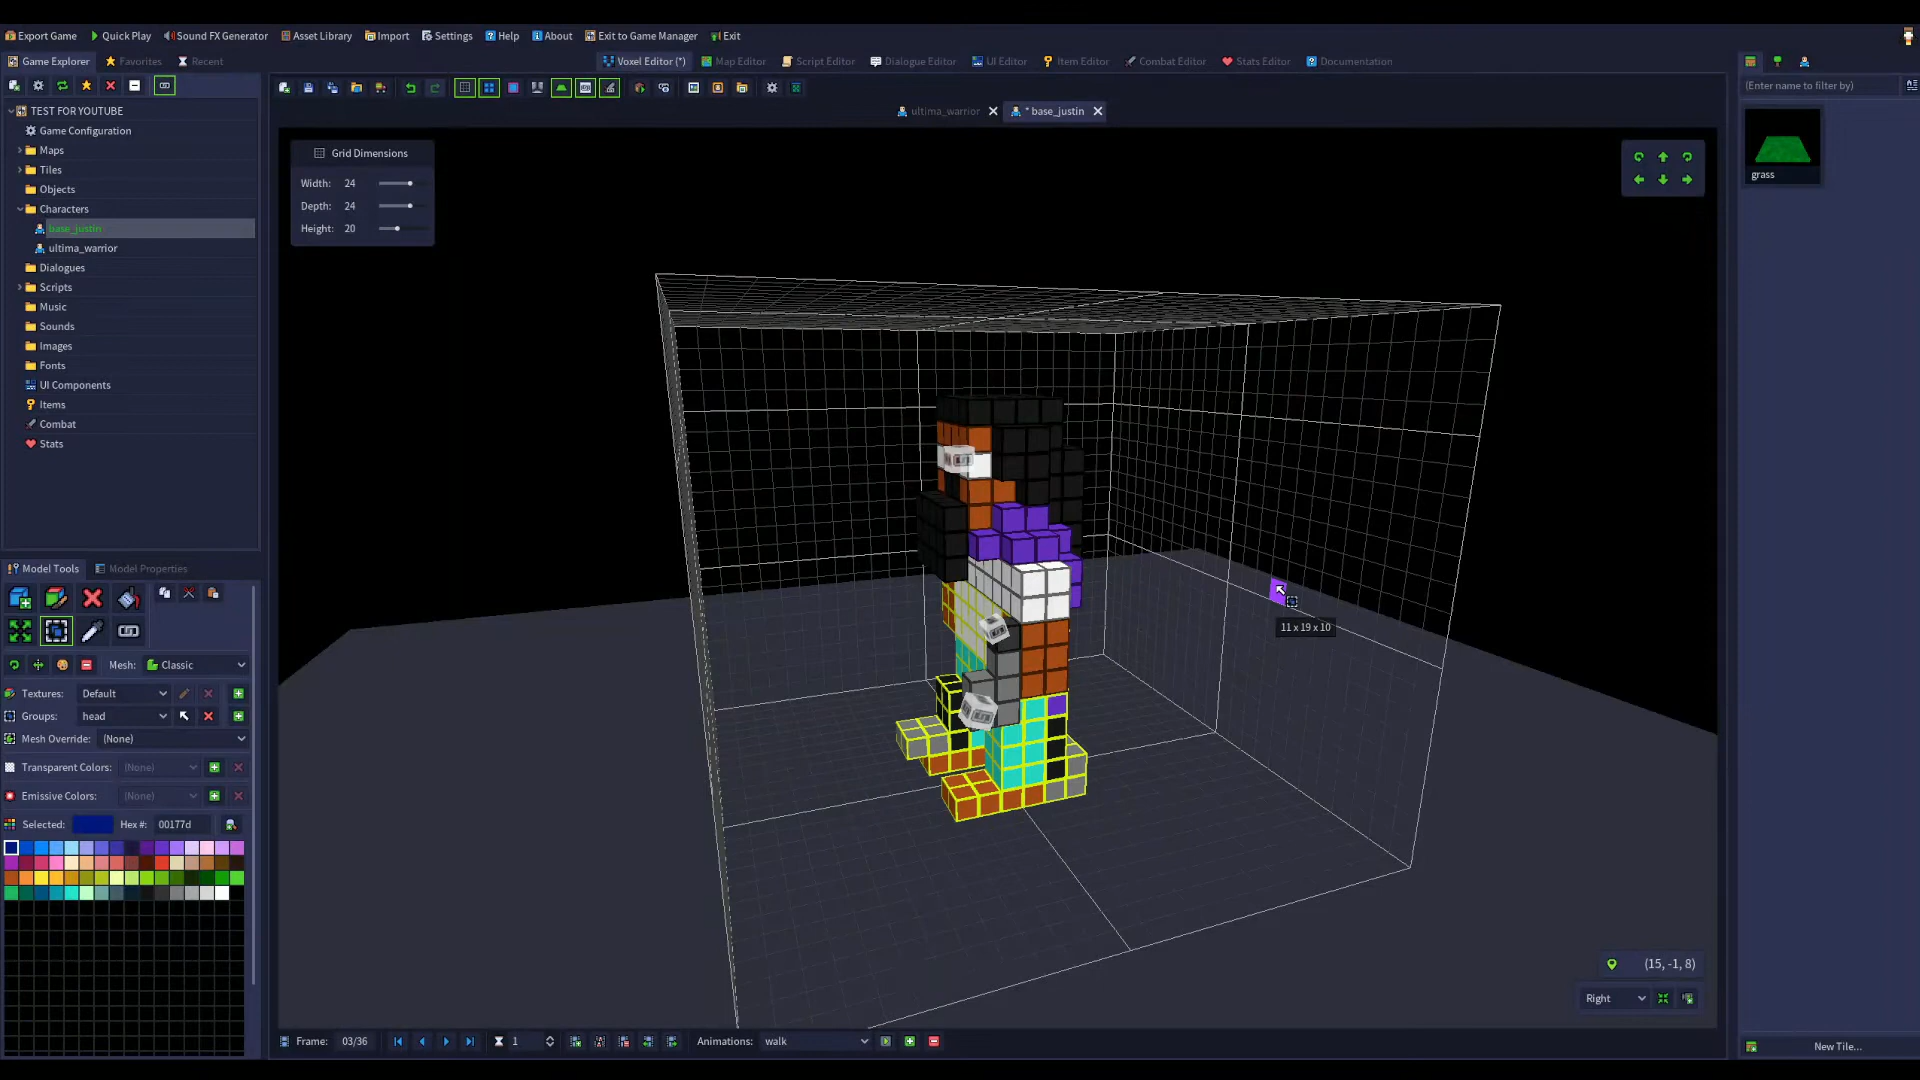 Export Game Quick Play Sound FX Generator Asset Library Import Settings Help About Exit to Game Manager Exit
Game Explorer Favorites Recent
Voxel Editor (*) Map Editor Script Editor Dialogue Editor UI Editor Item Editor Combat Editor Stats Editor Documentation
(Enter name to filter by)
TEST FOR YOUTUBE
Game Configuration
Maps
Tiles
Objects
Characters
base_justin
ultima_warrior
Dialogues
Scripts
Music
Sounds
Images
Fonts
UI Components
Items
Combat
Stats
ultima_warrior * base_justin
Grid Dimensions
Width: 24
Depth: 24
Height: 20
grass
Model Tools Model Properties
Mesh: Classic
Textures: Default
Groups: head
Mesh Override: (None)
Transparent Colors: (None)
Emissive Colors: (None)
Selected: Hex #: 00177d
11 x 19 x 10
(15, -1, 8)
Right
Frame: 03/36 1 Animations: walk
New Tile...